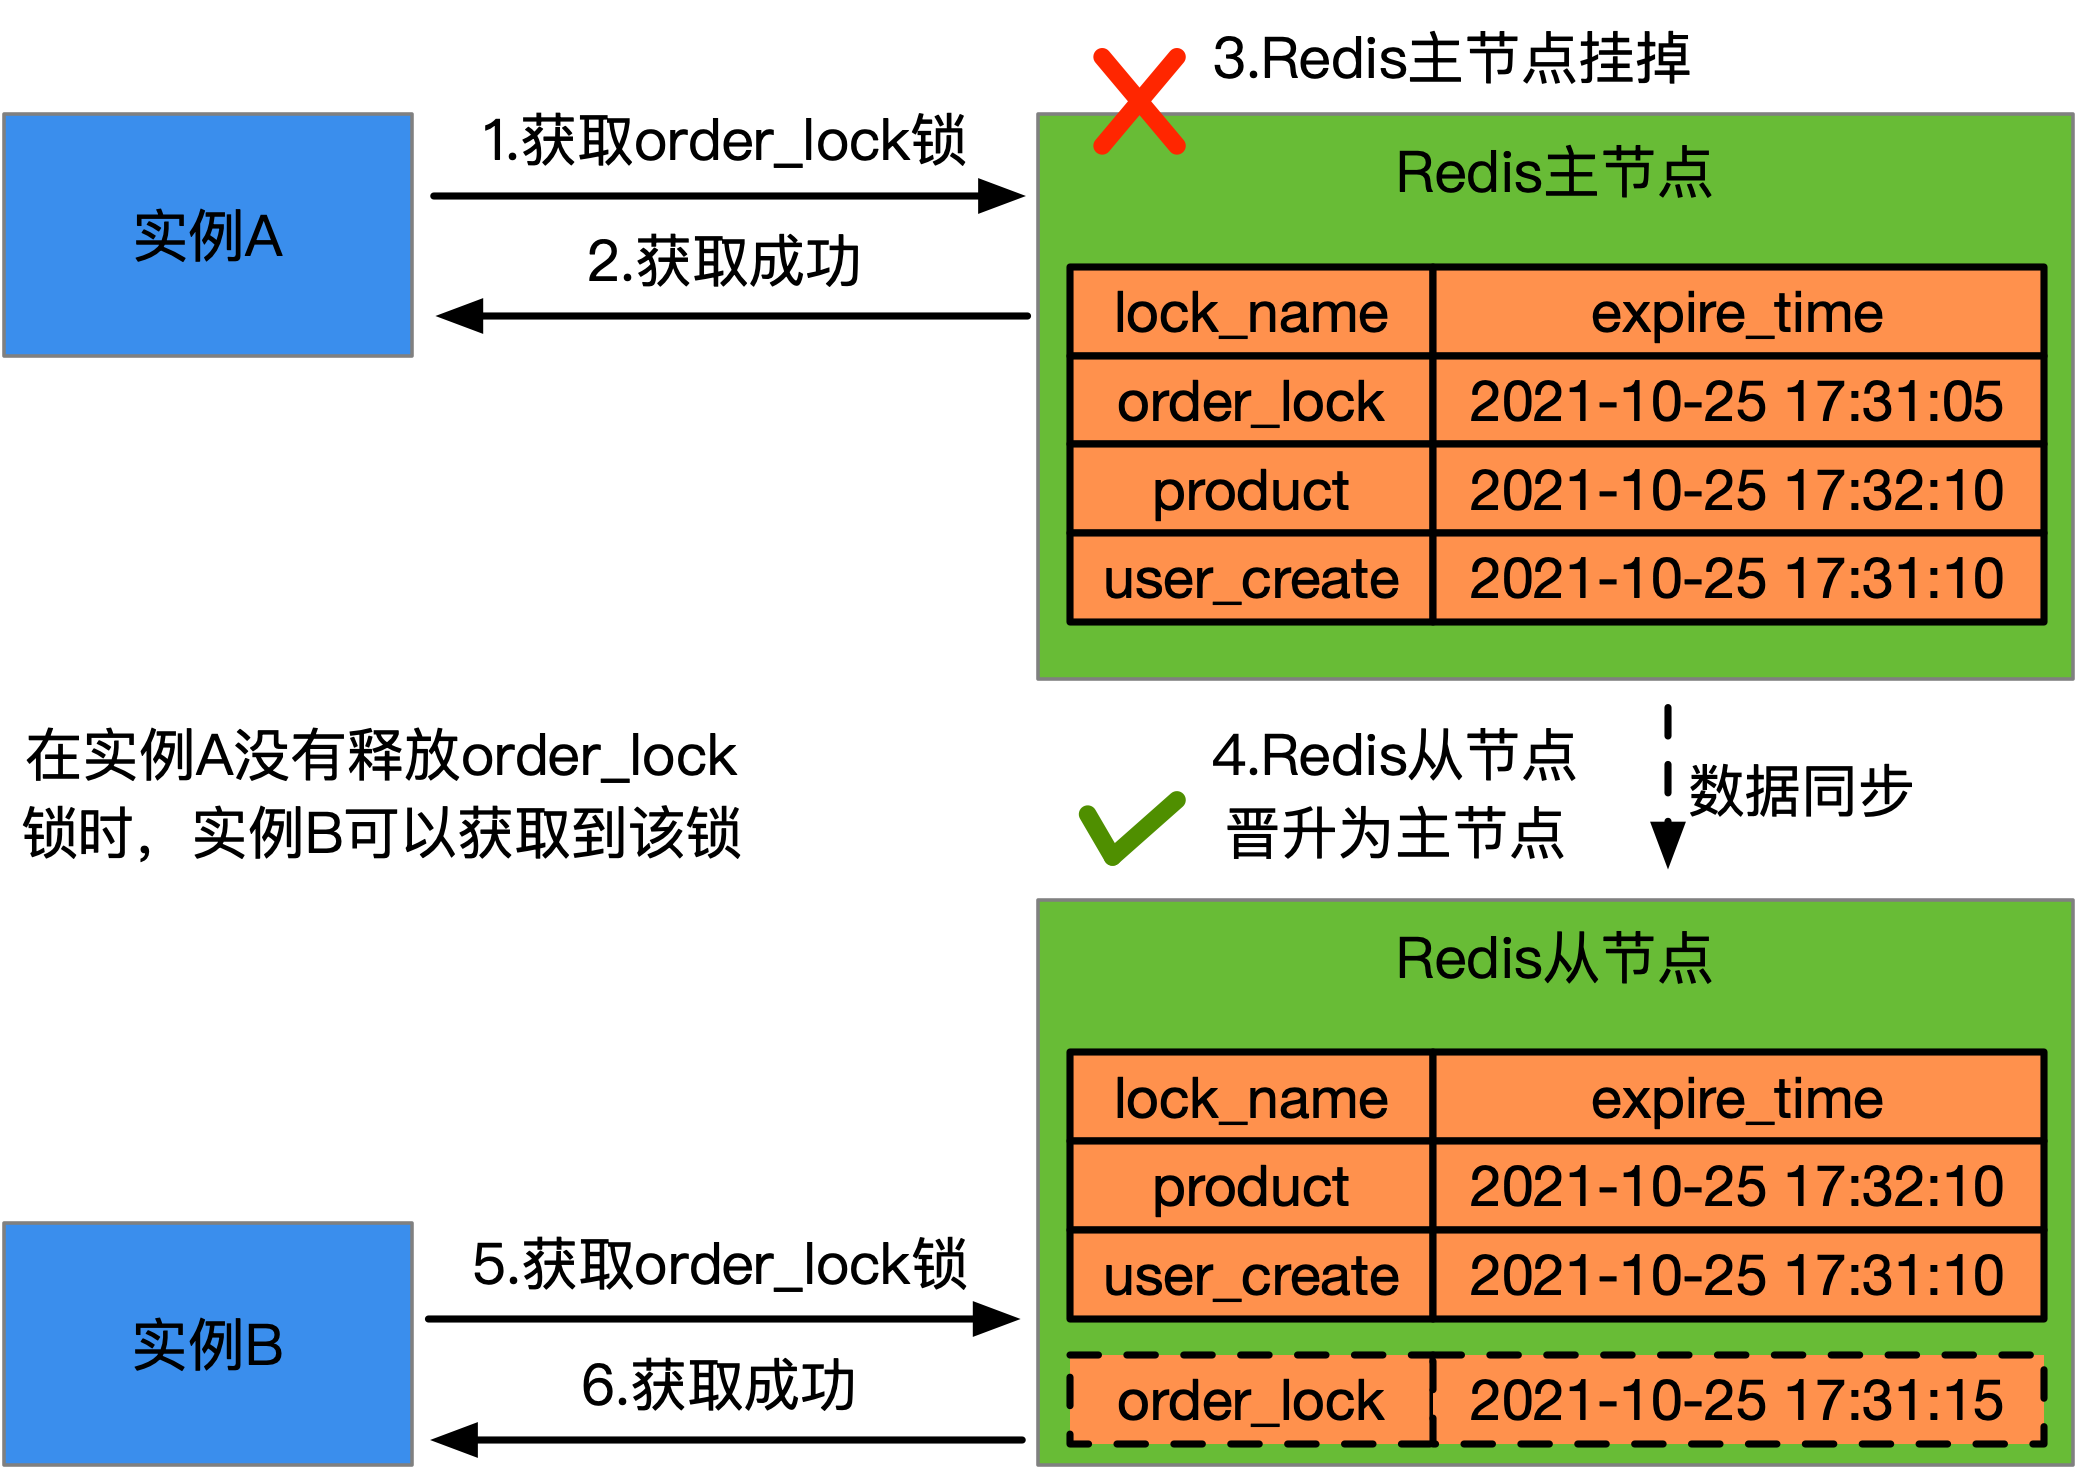 3.Redis主节点挂掉
实例A
1.获取order_lock锁
2.获取成功
Redis主节点
lock_name expire_time
order_lock 2021-10-25 17:31:05
product 2021-10-25 17:32:10
user_create 2021-10-25 17:31:10
在实例A没有释放order_lock
锁时，实例B可以获取到该锁
4.Redis从节点
晋升为主节点
数据同步
Redis从节点
lock_name expire_time
product 2021-10-25 17:32:10
user_create 2021-10-25 17:31:10
order_lock 2021-10-25 17:31:15
实例B
5.获取order_lock锁
6.获取成功